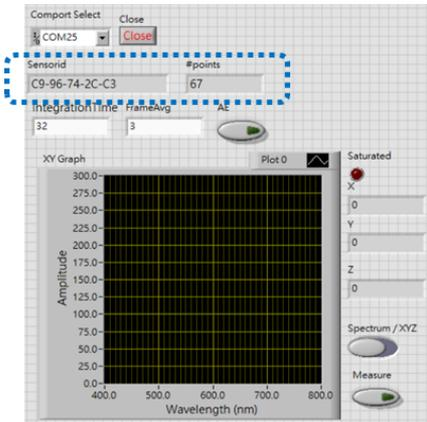 Comport Select
Close
COM25
Close
Sensorid
#points
C9-96-74-2C-C3
67
IntegrationTime
FrameAvg
AE
32
3
XY Graph
Plot 0
Saturated
300.0
275.0
250.0
225.0
200.0
175.0
150.0
125.0
100.0
75.0
50.0
25.0
0.0
Amplitude
400.0
500.0
600.0
700.0
800.0
Wavelength (nm)
X
0
Y
0
Z
0
Spectrum / XYZ
Measure